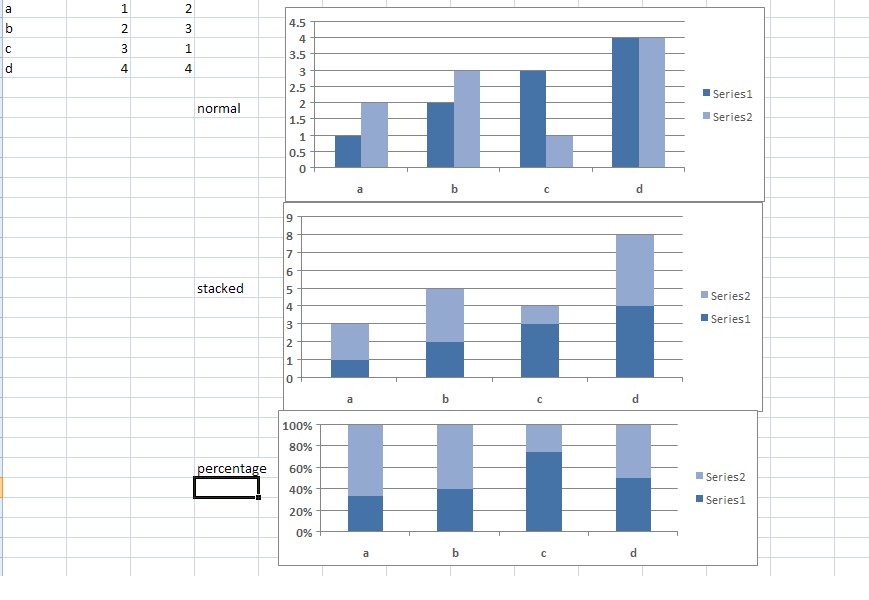 a 1 2
b 2 3
c 3 1
d 4 4
normal
4.5
4
3.5
3
2.5
2
1.5
1
0.5
0
a b c d
Series1
Series2
stacked
9
8
7
6
5
4
3
2
1
0
a b c d
Series2
Series1
percentage
100%
80%
60%
40%
20%
0%
a b c d
Series2
Series1